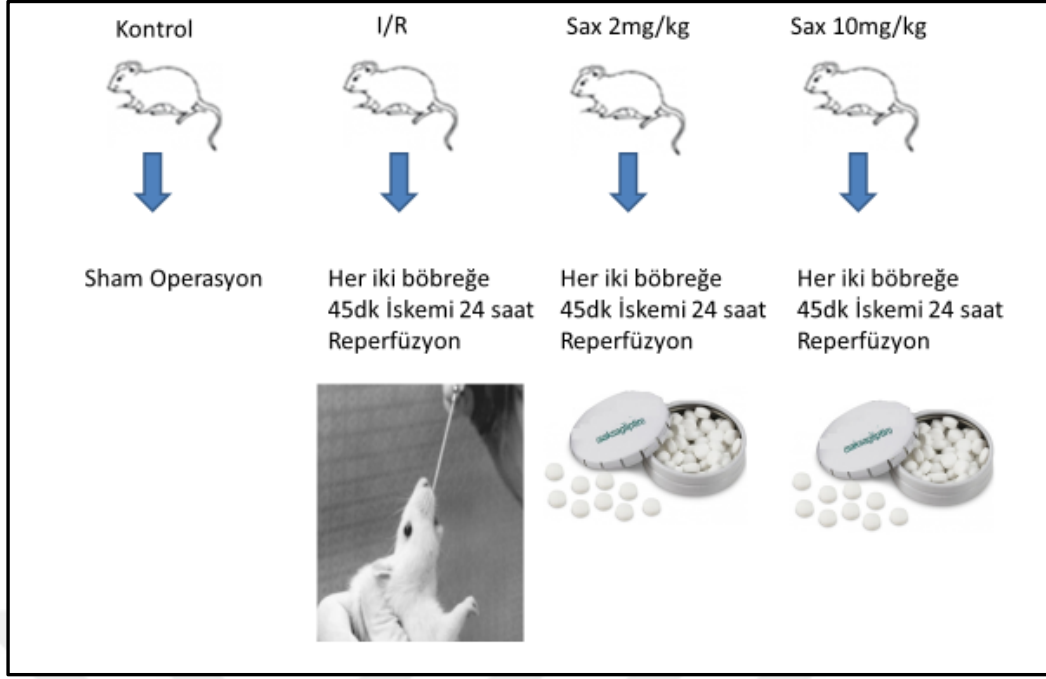 Kontrol
I/R
Sax 2mg/kg
Sax 10mg/kg
Sham Operasyon
Her iki böbreğe
45dk İskemi 24 saat
Reperfüzyon
Her iki böbreğe
45dk İskemi 24 saat
Reperfüzyon
Her iki böbreğe
45dk İskemi 24 saat
Reperfüzyon